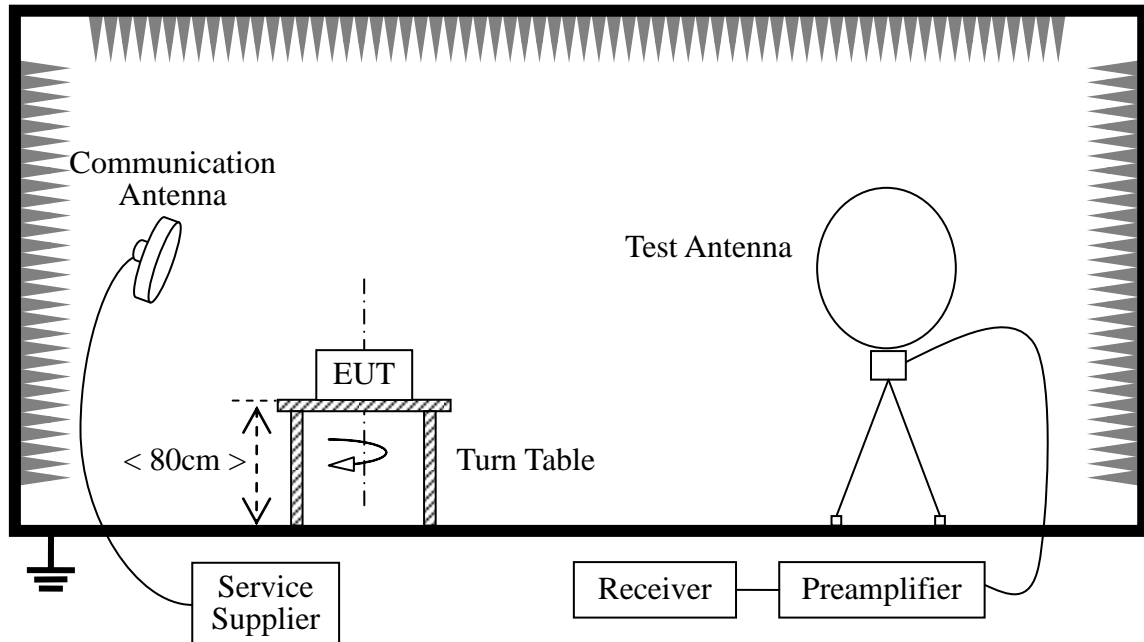 Communication
Antenna
Test Antenna
EUT
< 80cm >
Turn Table
Service
Supplier
Receiver
Preamplifier